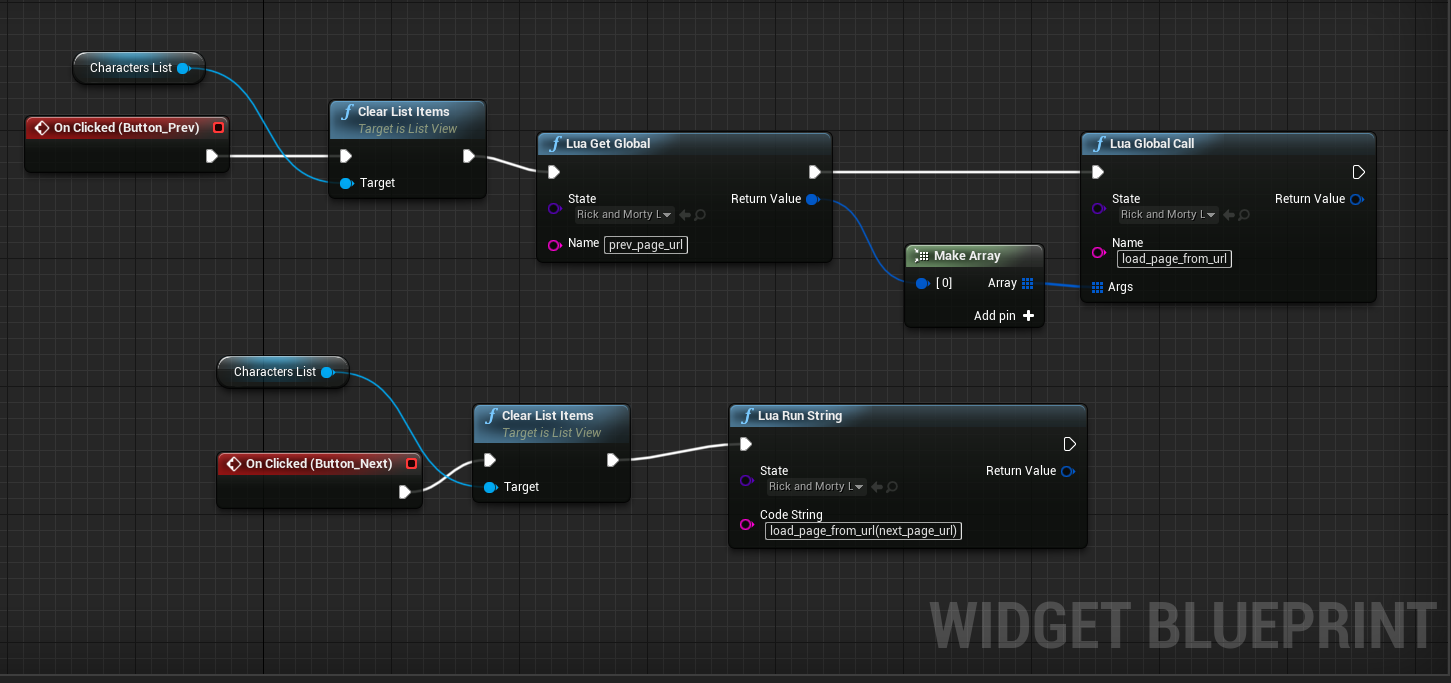 Characters List
On Clicked (Button_Prev)
f Clear List Items
Target is List View
Target
f Lua Get Global
State
Rick and Morty L
Return Value
Name prev_page_url
Make Array
[ 0]
Array
Add pin
f Lua Global Call
State
Rick and Morty L
Return Value
Name
load_page_from_url
Args
Characters List
On Clicked (Button_Next)
f Clear List Items
Target is List View
Target
f Lua Run String
State
Rick and Morty L
Return Value
Code String
load_page_from_url(next_page_url)
WIDGET BLUEPRINT